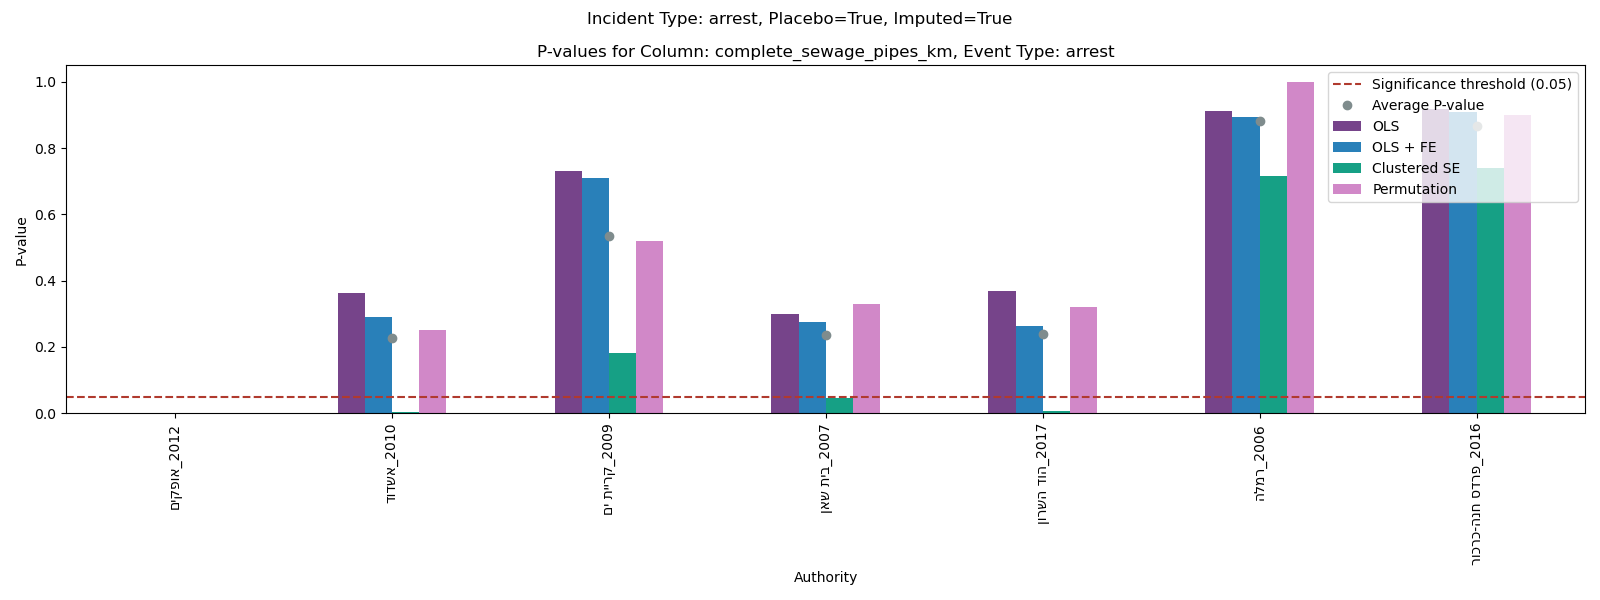 Incident Type: arrest, Placebo=True, Imputed=True
P-values for Column: complete_sewage_pipes_km, Event Type: arrest
Significance threshold (0.05)
Average P-value
OLS
OLS + FE
Clustered SE
Permutation
P-value
1.0
0.8
0.6
0.4
0.2
0.0
אופקים_2012
אשדוד_2010
קריית ים_2009
בית שאן_2007
הוד השרון_2017
רמלה_2006
פרדס חנה-כרכור_2016
Authority